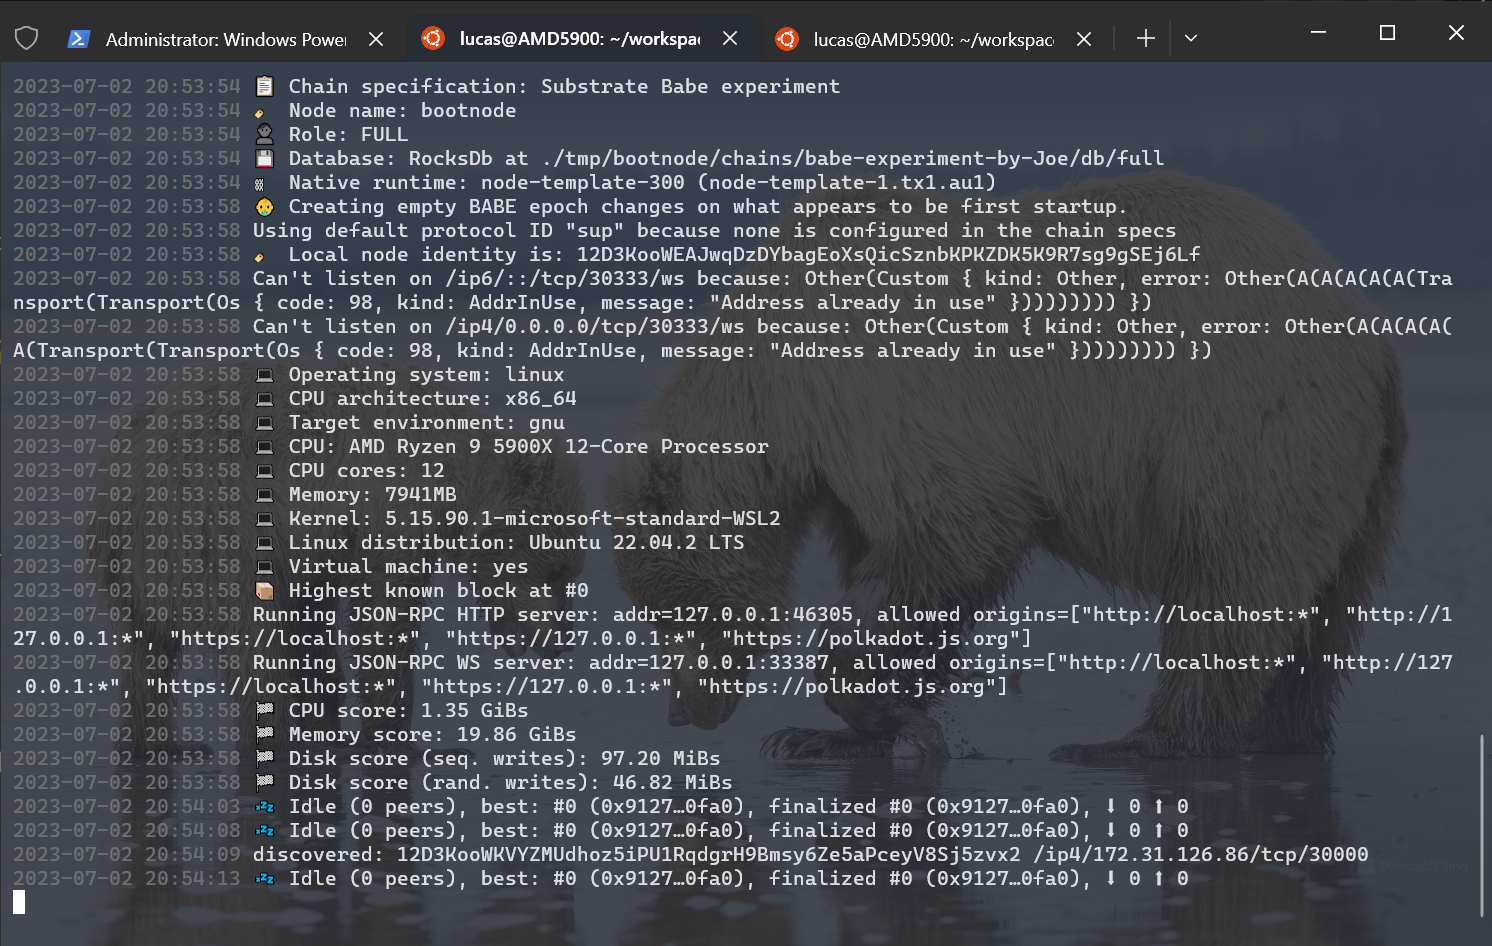 Administrator: Windows Power
lucas@AMD5900: ~/workspac
lucas@AMD5900: ~/workspac
2023-07-02 20:53:54 📋 Chain specification: Substrate Babe experiment
2023-07-02 20:53:54 🏷 Node name: bootnode
2023-07-02 20:53:54 👤 Role: FULL
2023-07-02 20:53:54 💾 Database: RocksDb at ./tmp/bootnode/chains/babe-experiment-by-Joe/db/full
2023-07-02 20:53:54 ⛓ Native runtime: node-template-300 (node-template-1.tx1.au1)
2023-07-02 20:53:58 👶 Creating empty BABE epoch changes on what appears to be first startup.
2023-07-02 20:53:58 Using default protocol ID "sup" because none is configured in the chain specs
2023-07-02 20:53:58 🏷 Local node identity is: 12D3KooWEAJwqDzDYbagEoXsQicSznbKPKZDK5K9R7sg9gSEj6Lf
2023-07-02 20:53:58 Can't listen on /ip6/::/tcp/30333/ws because: Other(Custom { kind: Other, error: Other(A(A(A(A(A(Tra
nsport(Transport(Os { code: 98, kind: AddrInUse, message: "Address already in use" }))))))))) })
2023-07-02 20:53:58 Can't listen on /ip4/0.0.0.0/tcp/30333/ws because: Other(Custom { kind: Other, error: Other(A(A(A(A(
A(Transport(Transport(Os { code: 98, kind: AddrInUse, message: "Address already in use" }))))))))) })
2023-07-02 20:53:58 💻 Operating system: linux
2023-07-02 20:53:58 💻 CPU architecture: x86_64
2023-07-02 20:53:58 💻 Target environment: gnu
2023-07-02 20:53:58 💻 CPU: AMD Ryzen 9 5900X 12-Core Processor
2023-07-02 20:53:58 💻 CPU cores: 12
2023-07-02 20:53:58 💻 Memory: 7941MB
2023-07-02 20:53:58 💻 Kernel: 5.15.90.1-microsoft-standard-WSL2
2023-07-02 20:53:58 💻 Linux distribution: Ubuntu 22.04.2 LTS
2023-07-02 20:53:58 💻 Virtual machine: yes
2023-07-02 20:53:58 📦 Highest known block at #0
2023-07-02 20:53:58 Running JSON-RPC HTTP server: addr=127.0.0.1:46305, allowed origins=["http://localhost:*", "http://1
27.0.0.1:*", "https://localhost:*", "https://127.0.0.1:*", "https://polkadot.js.org"]
2023-07-02 20:53:58 Running JSON-RPC WS server: addr=127.0.0.1:33387, allowed origins=["http://localhost:*", "http://127
.0.0.1:*", "https://localhost:*", "https://127.0.0.1:*", "https://polkadot.js.org"]
2023-07-02 20:53:58 🏁 CPU score: 1.35 GiBs
2023-07-02 20:53:58 🏁 Memory score: 19.86 GiBs
2023-07-02 20:53:58 🏁 Disk score (seq. writes): 97.20 MiBs
2023-07-02 20:53:58 🏁 Disk score (rand. writes): 46.82 MiBs
2023-07-02 20:54:03 💤 Idle (0 peers), best: #0 (0x9127…0fa0), finalized #0 (0x9127…0fa0), ⬇ 0 ⬆ 0
2023-07-02 20:54:08 💤 Idle (0 peers), best: #0 (0x9127…0fa0), finalized #0 (0x9127…0fa0), ⬇ 0 ⬆ 0
2023-07-02 20:54:09 discovered: 12D3KooWKVYZMUdhoz5iPU1RqdgrH9Bmsy6Ze5aPceyV8Sj5zvx2 /ip4/172.31.126.86/tcp/30000
Microsoft Bing
2023-07-02 20:54:13 💤 Idle (0 peers), best: #0 (0x9127…0fa0), finalized #0 (0x9127…0fa0), ⬇ 0 ⬆ 0